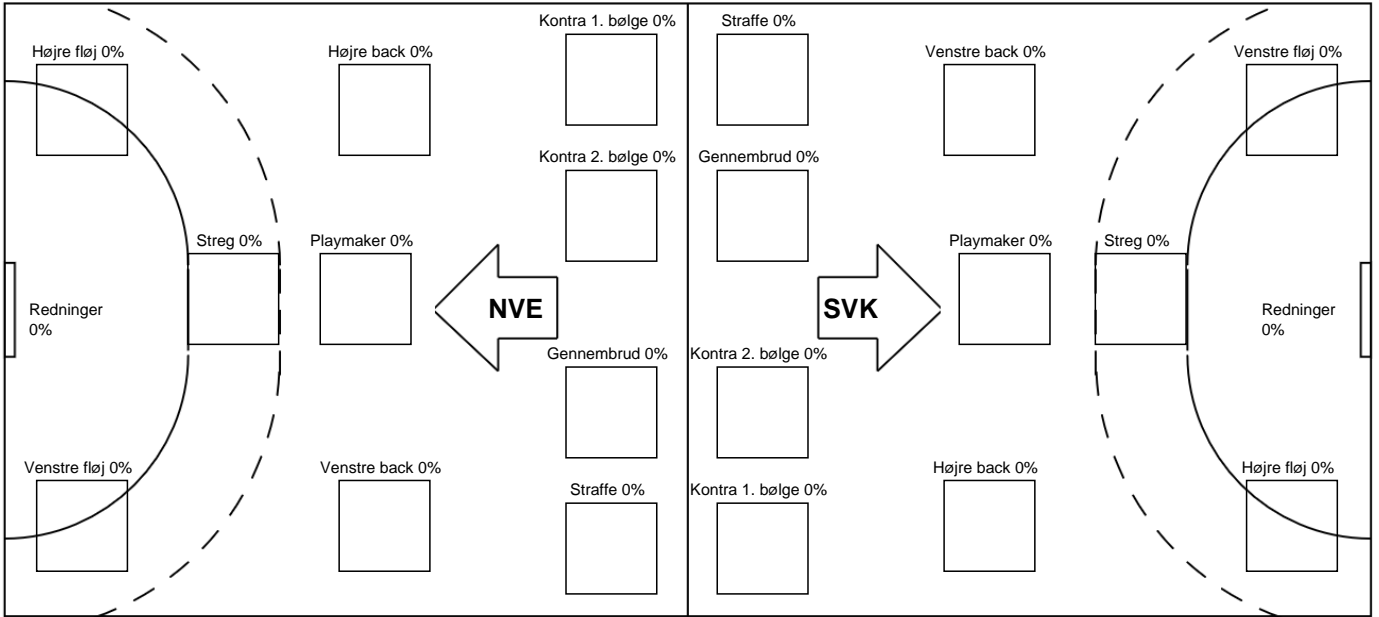 Kontra 1. bølge 0%
Straffe 0%
Højre fløj 0%
Højre back 0%
Venstre back 0%
Venstre fløj 0%
Kontra 2. bølge 0%
Gennembrud 0%
Streg 0%
Playmaker 0%
Playmaker 0%
Streg 0%
Redninger
0%
NVE
SVK
Redninger
0%
Gennembrud 0%
Kontra 2. bølge 0%
Venstre fløj 0%
Venstre back 0%
Straffe 0%
Kontra 1. bølge 0%
Højre back 0%
Højre fløj 0%